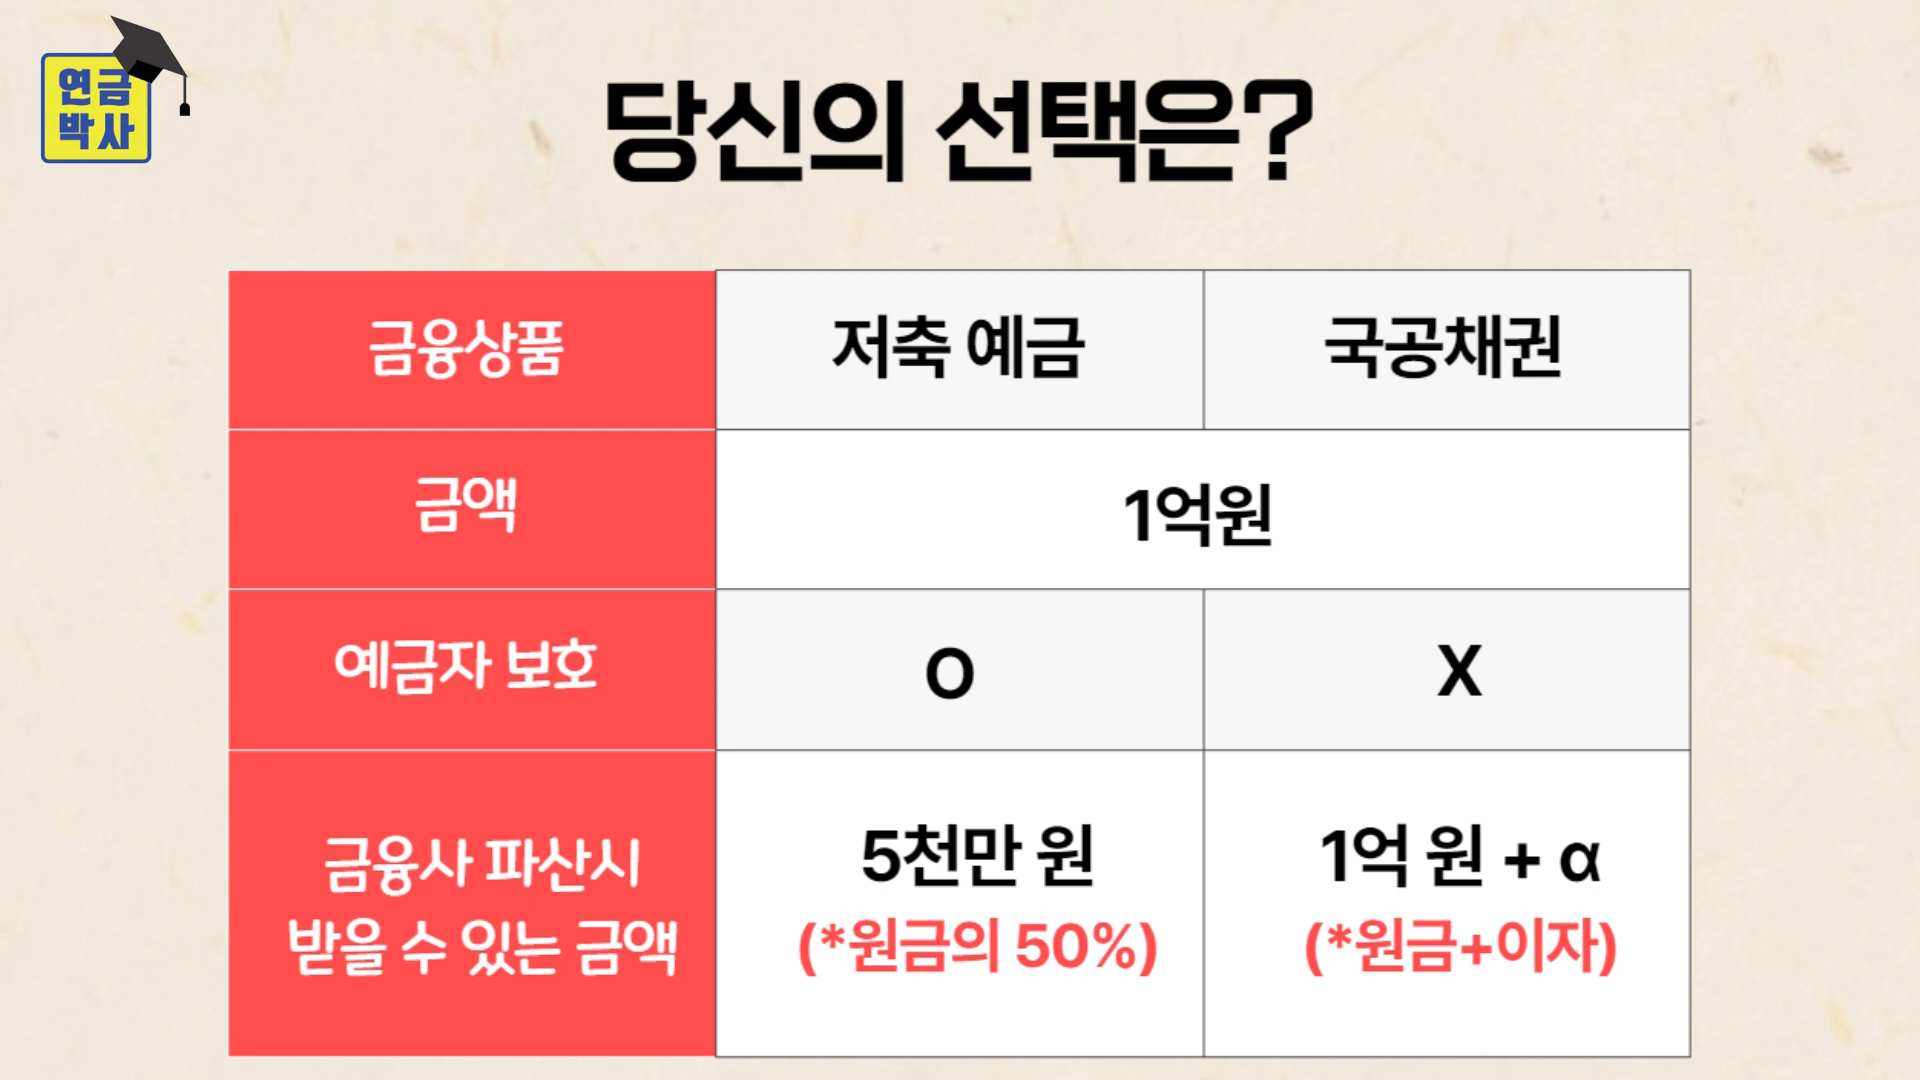 연금
박사
당신의 선택은?
금융상품
저축 예금
국공채권
금액
1억원
예금자 보호
O
X
금융사 파산시
받을 수 있는 금액
5천만 원
(*원금의 50%)
1억 원 + α
(*원금+이자)